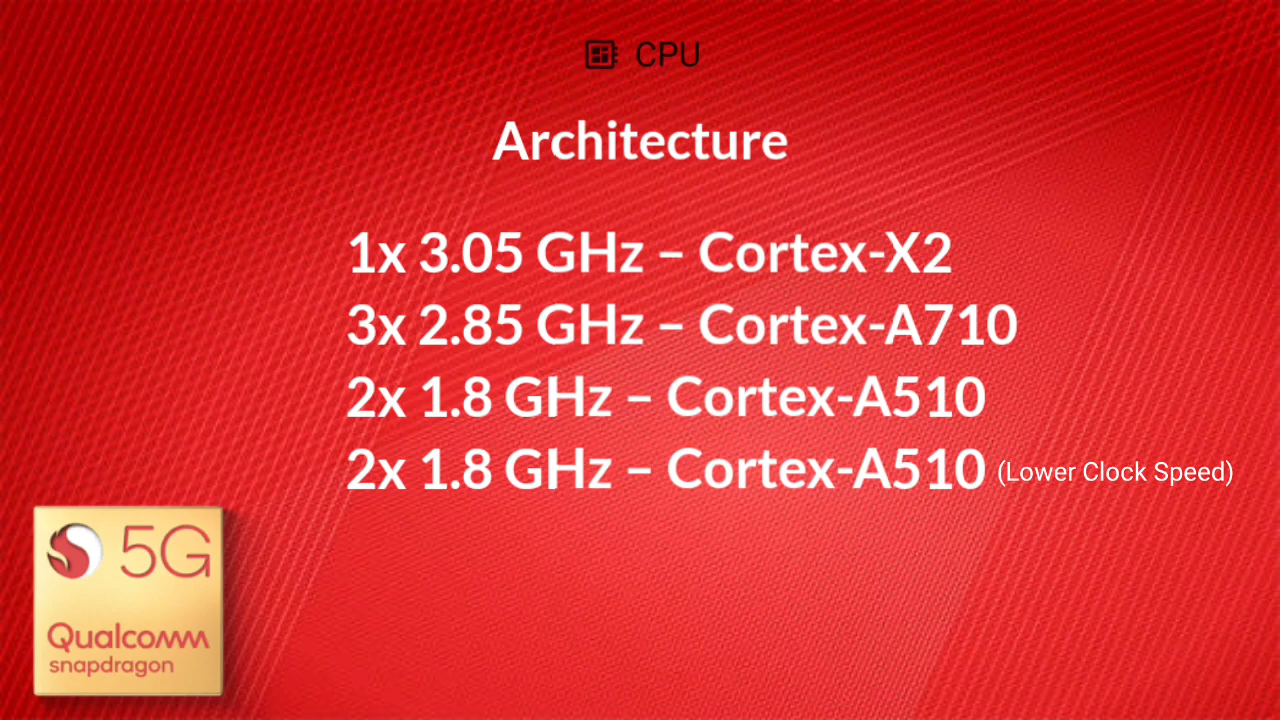 CPU
Architecture
1x 3.05 GHz – Cortex-X2
3x 2.85 GHz – Cortex-A710
2x 1.8 GHz – Cortex-A510
2x 1.8 GHz – Cortex-A510 (Lower Clock Speed)
5G
Qualcomm
snapdragon